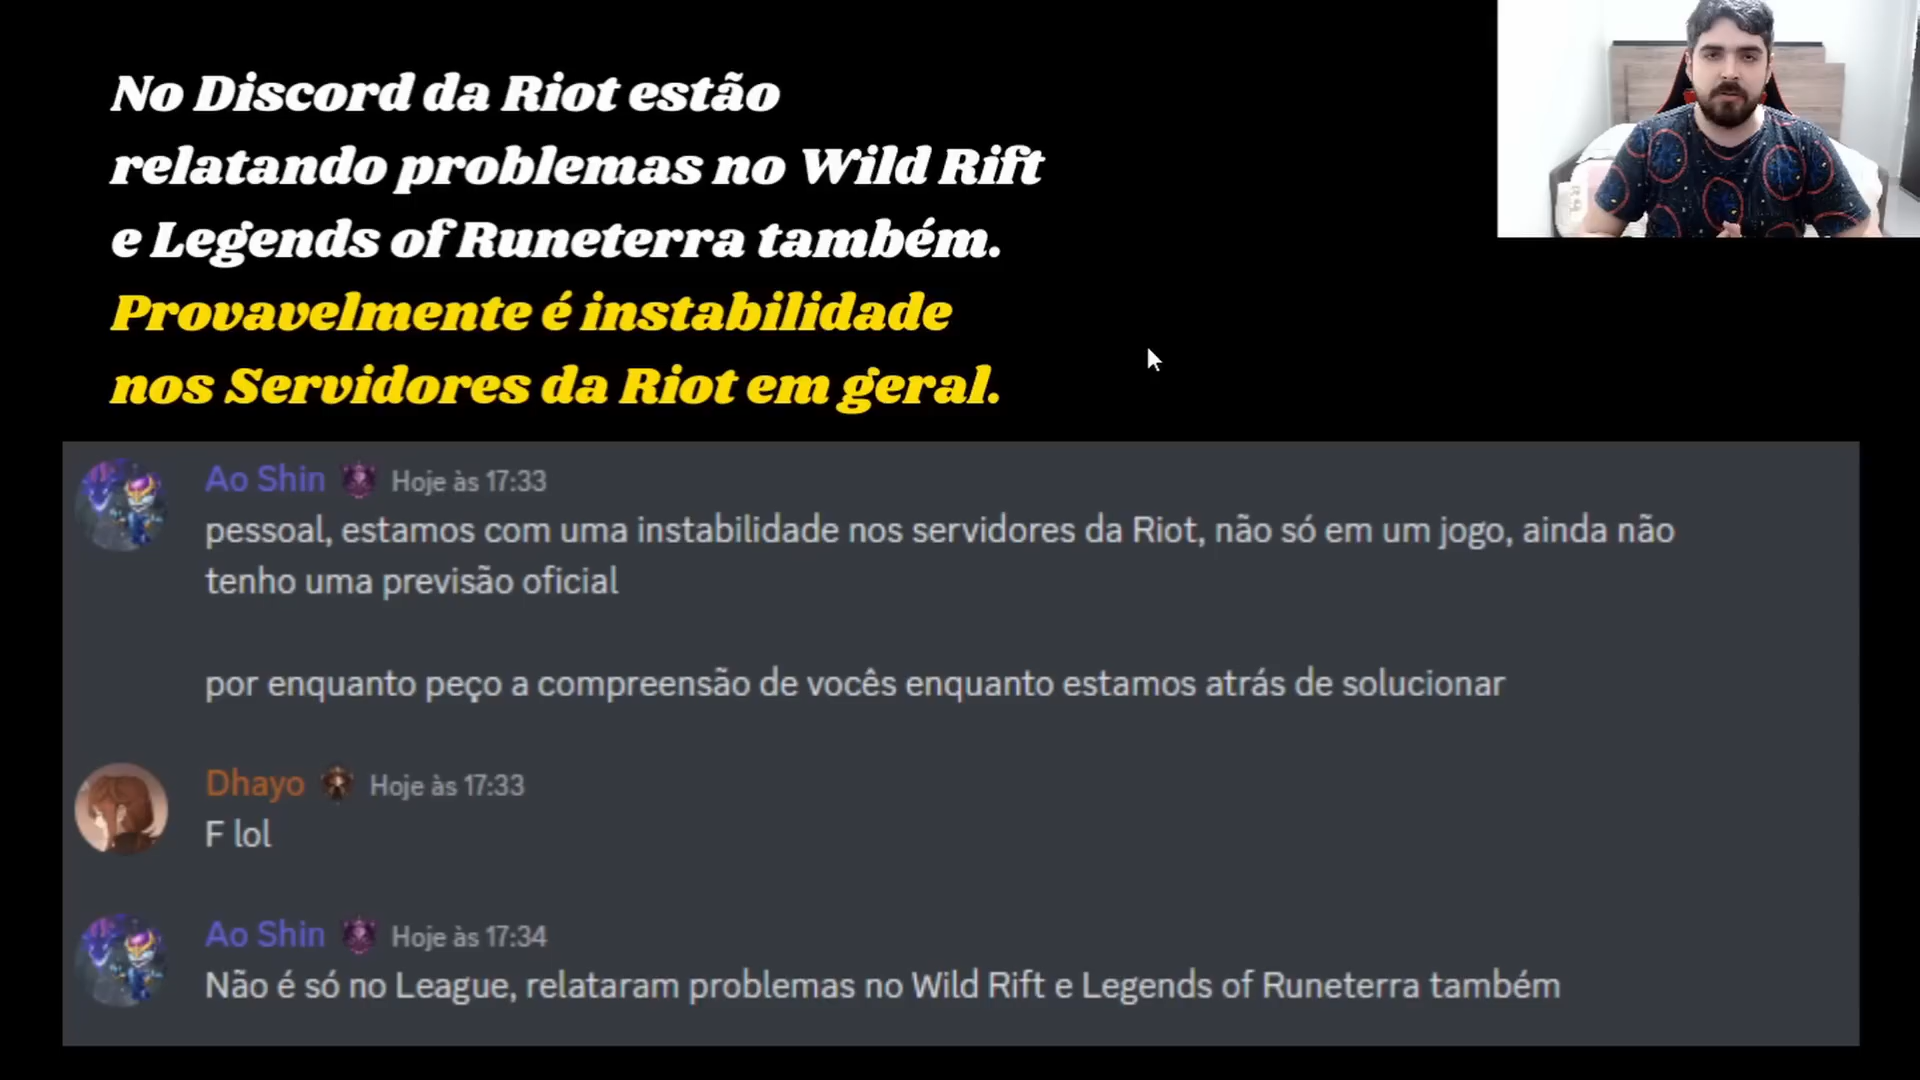 No Discord da Riot estão
relatando problemas no Wild Rift
e Legends of Runeterra também.
Provavelmente é instabilidade
nos Servidores da Riot em geral.
Ao Shin Hoje às 17:33
pessoal, estamos com uma instabilidade nos servidores da Riot, não só em um jogo, ainda não
tenho uma previsão oficial
por enquanto peço a compreensão de vocês enquanto estamos atrás de solucionar
Dhayo Hoje às 17:33
F lol
Ao Shin Hoje às 17:34
Não é só no League, relataram problemas no Wild Rift e Legends of Runeterra também